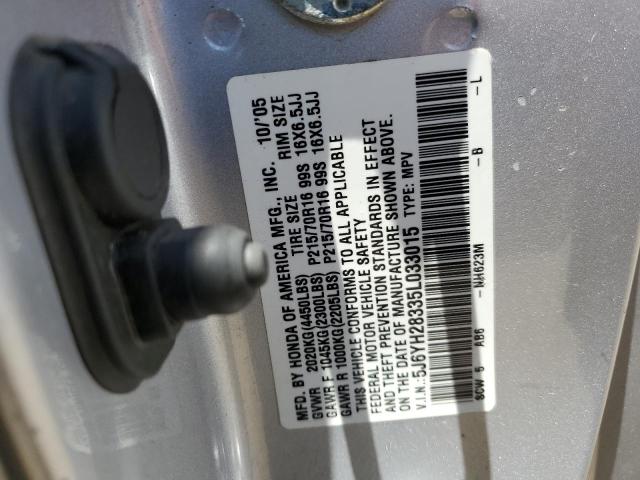 MFD. BY HONDA OF AMERICA MFG., INC. 10/'05
GVWR 2020KG(4450LBS) TIRE SIZE RIM SIZE
GAWR F 1045KG(2300LBS) P215/70R16 99S 16X6.5JJ
GAWR R 1000KG(2205LBS) P215/70R16 99S 16X6.5JJ
THIS VEHICLE CONFORMS TO ALL APPLICABLE
FEDERAL MOTOR VEHICLE SAFETY
AND THEFT PREVENTION STANDARDS IN EFFECT
ON THE DATE OF MANUFACTURE SHOWN ABOVE.
V.I.N.:5J6YH28335L033015 TYPE: MPV
SCW 5 AB6 -NH623M -B -L